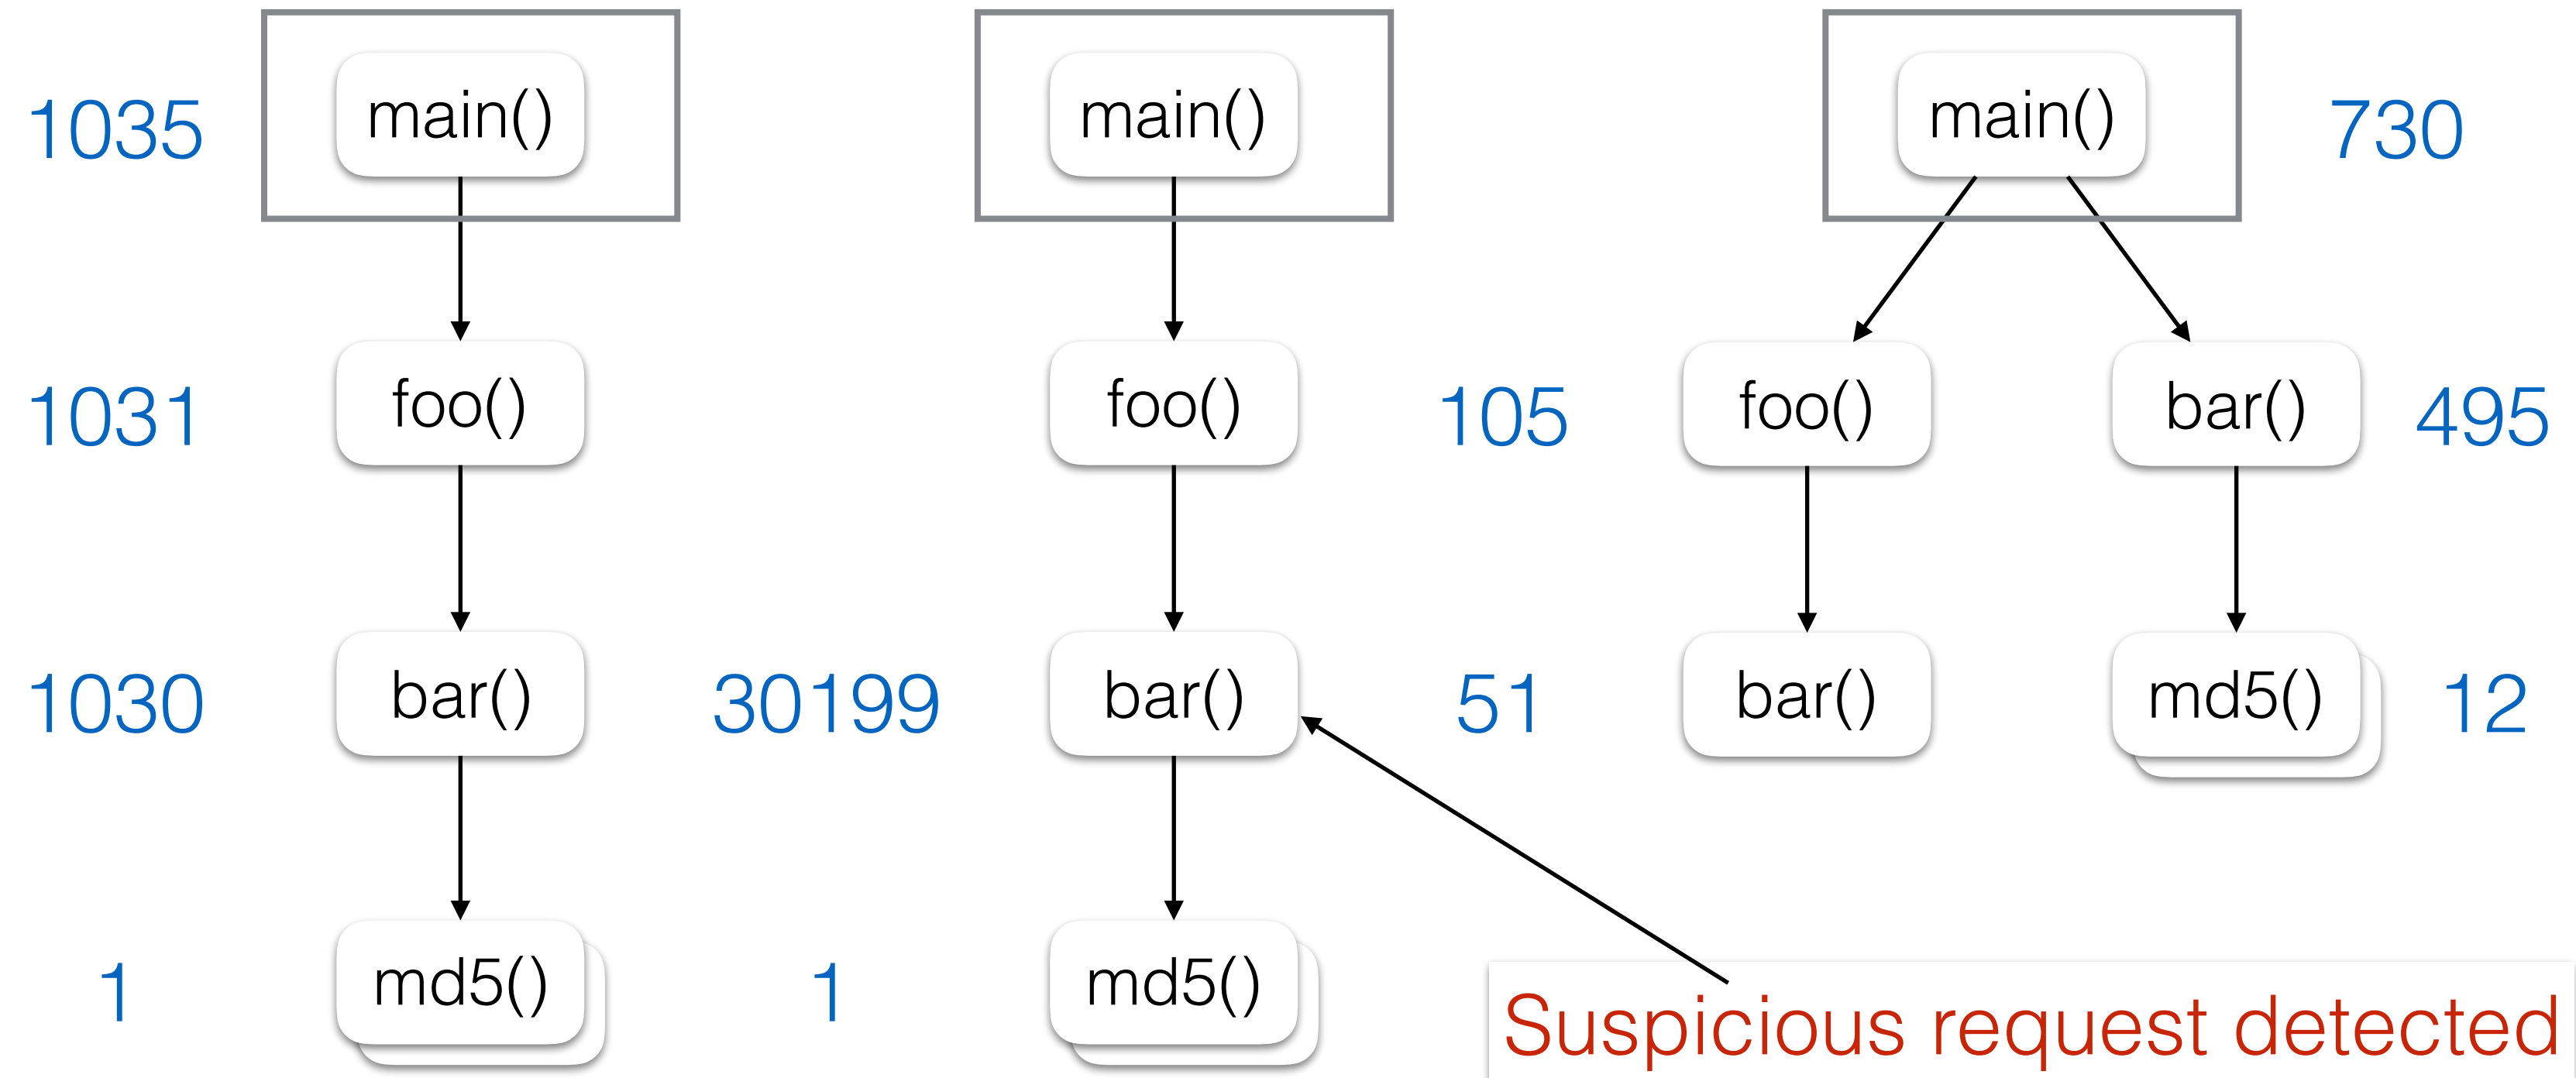 1035
main()
main()
main()
730
1031
foo()
foo()
105
foo()
bar()
495
1030
bar()
30199
bar()
51
bar()
md5()
12
1
md5()
1
md5()
Suspicious request detected